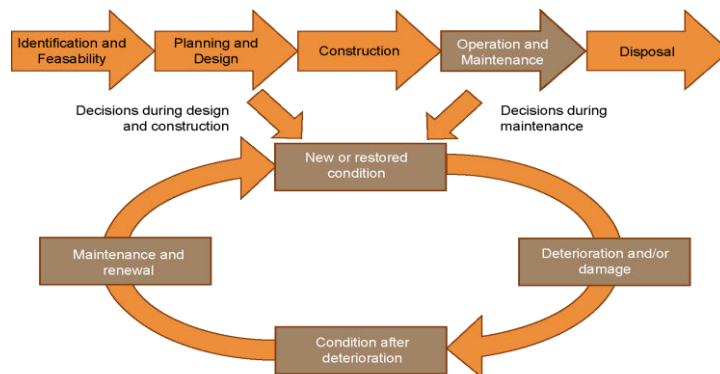 Identification and
Feasability
Planning and
Design
Construction
Operation and
Maintenance
Disposal
Decisions during design
and construction
Decisions during
maintenance
New or restored
condition
Maintenance and
renewal
Deterioration and/or
damage
Condition after
deterioration